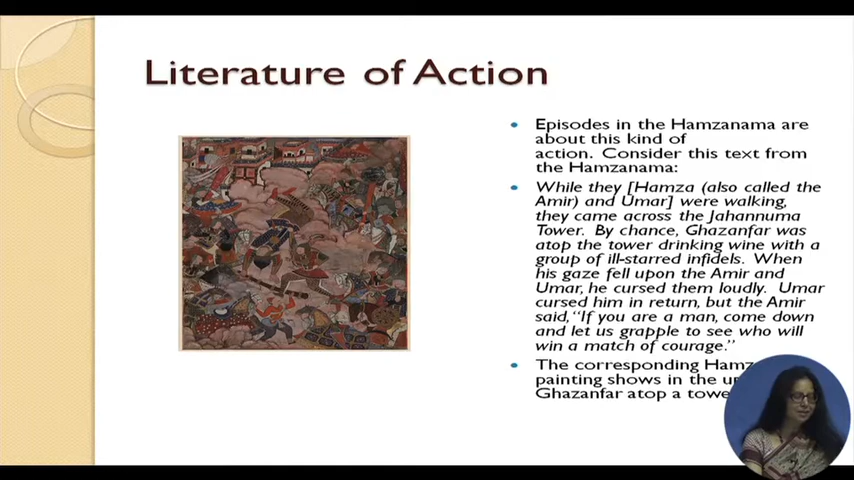 Literature of Action
Episodes in the Hamzanama are
about this kind of
action. Consider this text from
the Hamzanama:
While they [Hamza (also called the
Amir) and Umar] were walking,
they came across the Jahannuma
Tower. By chance, Ghazanfar was
atop the tower drinking wine with a
group of ill-starred infidels. When
his gaze fell upon the Amir and
Umar, he cursed them loudly. Umar
cursed him in return, but the Amir
said, "If you are a man, come down
and let us grapple to see who will
win a match of courage."
The corresponding
painting shows in the
Ghazanfar atop a